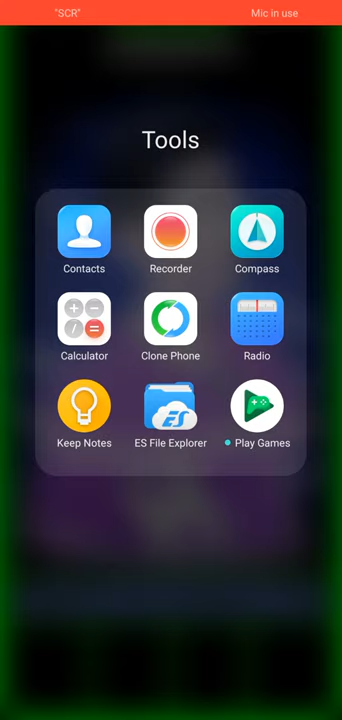 "SCR" Mic in use
Tools
Contacts Recorder Compass
Calculator Clone Phone Radio
Keep Notes ES File Explorer Play Games